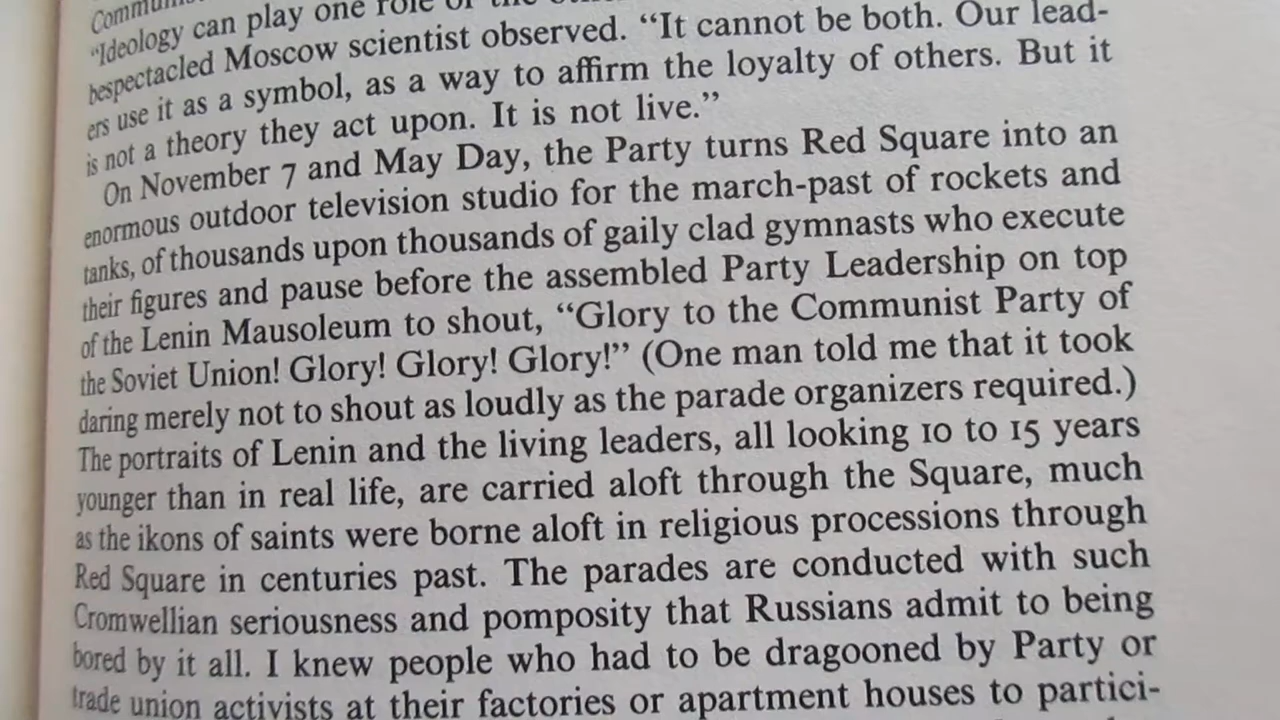 Communis
"Ideology can play one role or the
bespectacled Moscow scientist observed. "It cannot be both. Our lead-
ers use it as a symbol, as a way to affirm the loyalty of others. But it
is not a theory they act upon. It is not live."
On November 7 and May Day, the Party turns Red Square into an
enormous outdoor television studio for the march-past of rockets and
tanks, of thousands upon thousands of gaily clad gymnasts who execute
their figures and pause before the assembled Party Leadership on top
of the Lenin Mausoleum to shout, "Glory to the Communist Party of
the Soviet Union! Glory! Glory! Glory!" (One man told me that it took
daring merely not to shout as loudly as the parade organizers required.)
The portraits of Lenin and the living leaders, all looking 10 to 15 years
younger than in real life, are carried aloft through the Square, much
as the ikons of saints were borne aloft in religious processions through
Red Square in centuries past. The parades are conducted with such
Cromwellian seriousness and pomposity that Russians admit to being
bored by it all. I knew people who had to be dragooned by Party or
trade union activists at their factories or apartment houses to partici-